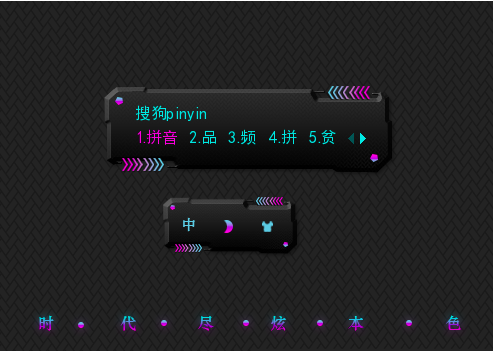 搜狗pinyin
1.拼音 2.品 3.频 4.拼 5.贫
中
时 • 代 • 尽 • 炫 • 本 • 色